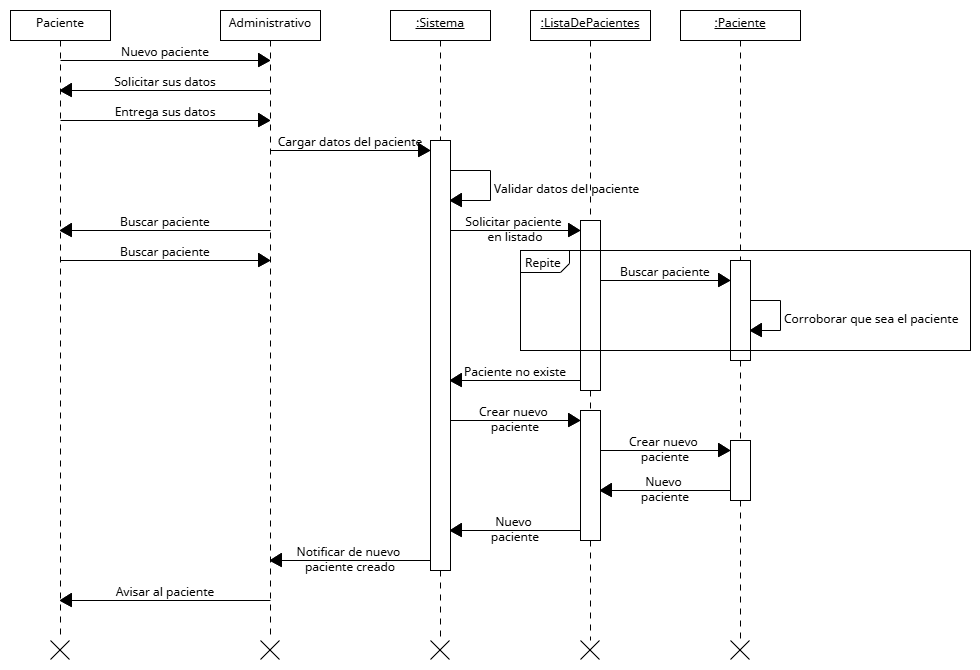 Paciente
Administrativo
:Sistema
:ListaDePacientes
:Paciente
Nuevo paciente
Solicitar sus datos
Entrega sus datos
Cargar datos del paciente
Validar datos del paciente
Buscar paciente
Solicitar paciente
en listado
Buscar paciente
Repite
Buscar paciente
Corroborar que sea el paciente
Paciente no existe
Crear nuevo
paciente
Crear nuevo
paciente
Nuevo
paciente
Nuevo
paciente
Notificar de nuevo
paciente creado
Avisar al paciente